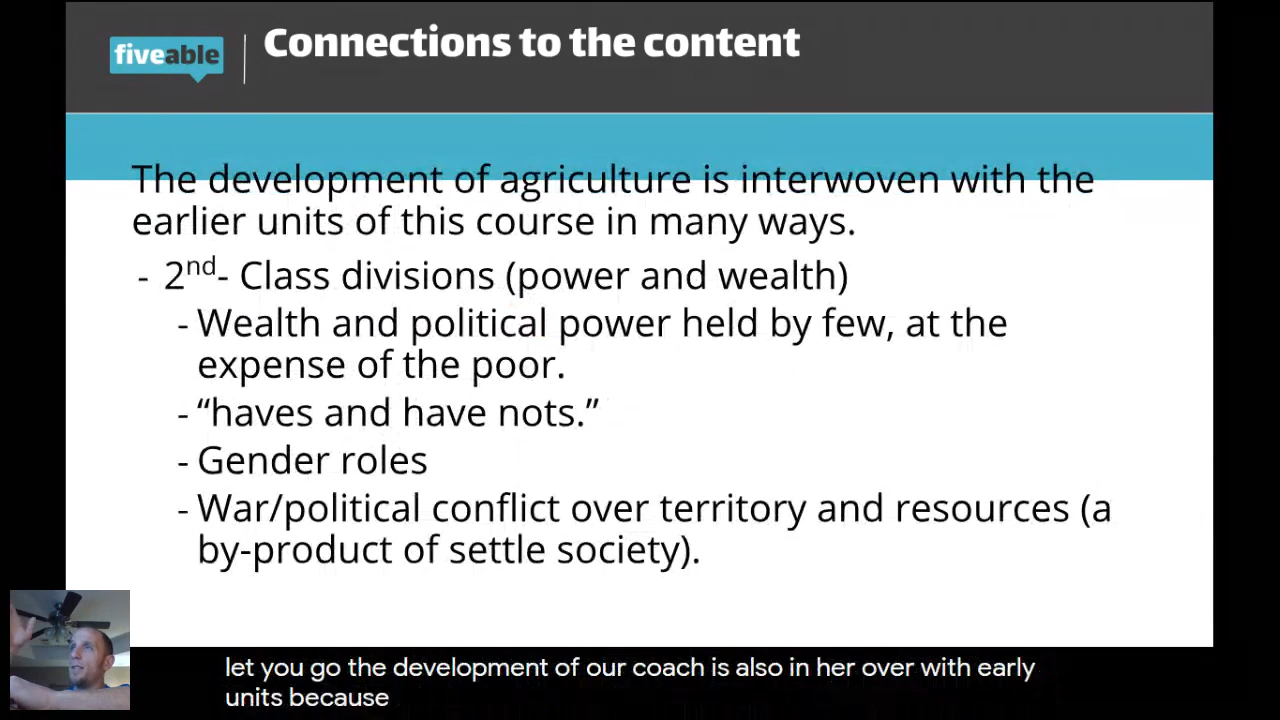 fiveable
Connections to the content
The development of agriculture is interwoven with the
earlier units of this course in many ways.
- 2nd- Class divisions (power and wealth)
- Wealth and political power held by few, at the
expense of the poor.
- “haves and have nots.”
- Gender roles
- War/political conflict over territory and resources (a
by-product of settle society).
let you go the development of our coach is also in her over with early
units because